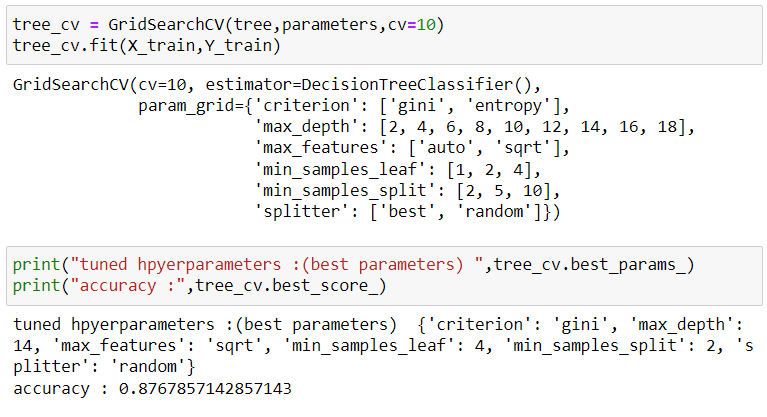 tree_cv = GridSearchCV(tree,parameters,cv=10)
tree_cv.fit(X_train,Y_train)
GridSearchCV(cv=10, estimator=DecisionTreeClassifier(),
             param_grid={'criterion': ['gini', 'entropy'],
                         'max_depth': [2, 4, 6, 8, 10, 12, 14, 16, 18],
                         'max_features': ['auto', 'sqrt'],
                         'min_samples_leaf': [1, 2, 4],
                         'min_samples_split': [2, 5, 10],
                         'splitter': ['best', 'random']})
print("tuned hpyerparameters :(best parameters) ",tree_cv.best_params_)
print("accuracy :",tree_cv.best_score_)
tuned hpyerparameters :(best parameters)  {'criterion': 'gini', 'max_depth':
14, 'max_features': 'sqrt', 'min_samples_leaf': 4, 'min_samples_split': 2, 's
plitter': 'random'}
accuracy : 0.8767857142857143